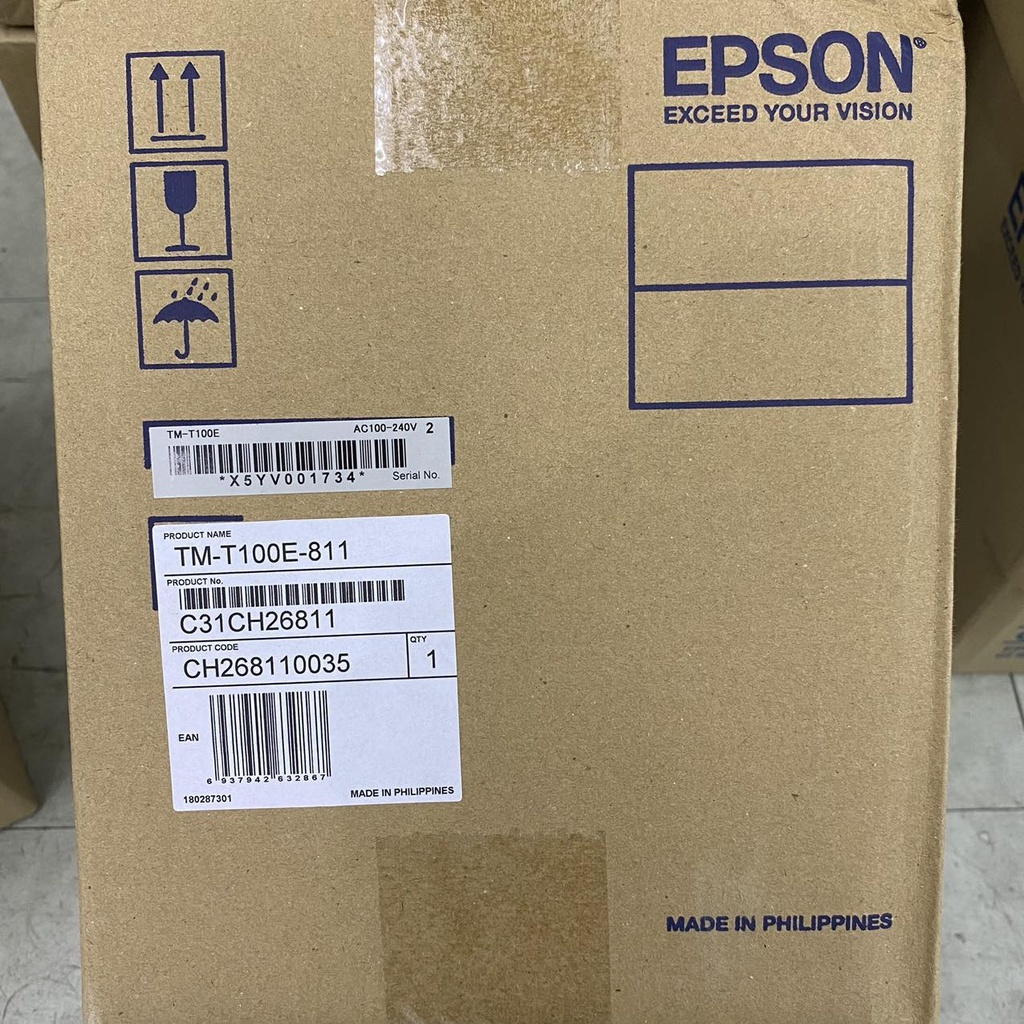 EPSON®
EXCEED YOUR VISION
TM-T100E AC100-240V 2
*X5YV001734* Serial No.
PRODUCT NAME
TM-T100E-811
PRODUCT No.
C31CH26811
PRODUCT CODE QTY
CH268110035 1
EAN
6 937942 632867
180287301 MADE IN PHILIPPINES
MADE IN PHILIPPINES